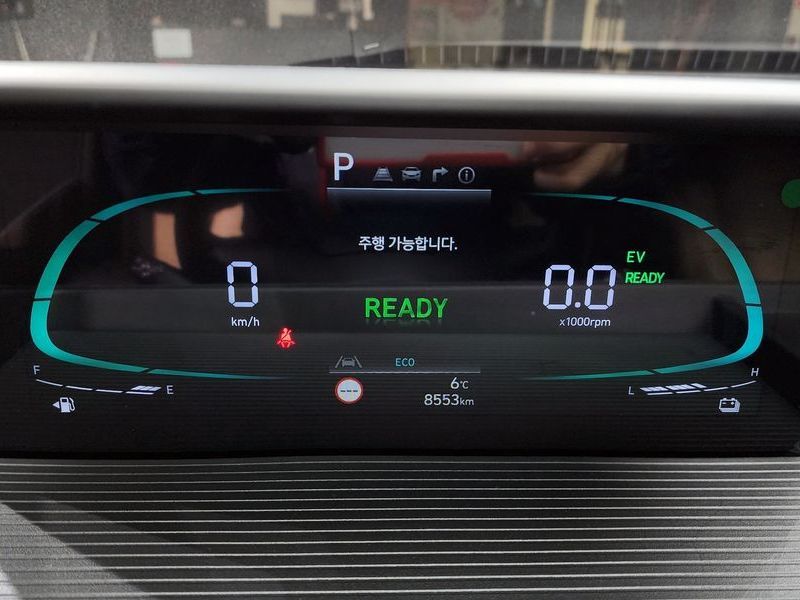 P
주행 가능합니다.
EV
0
0.0
READY
READY
km/h
x1000rpm
ECO
F
E
L
H
---
6℃
8553km